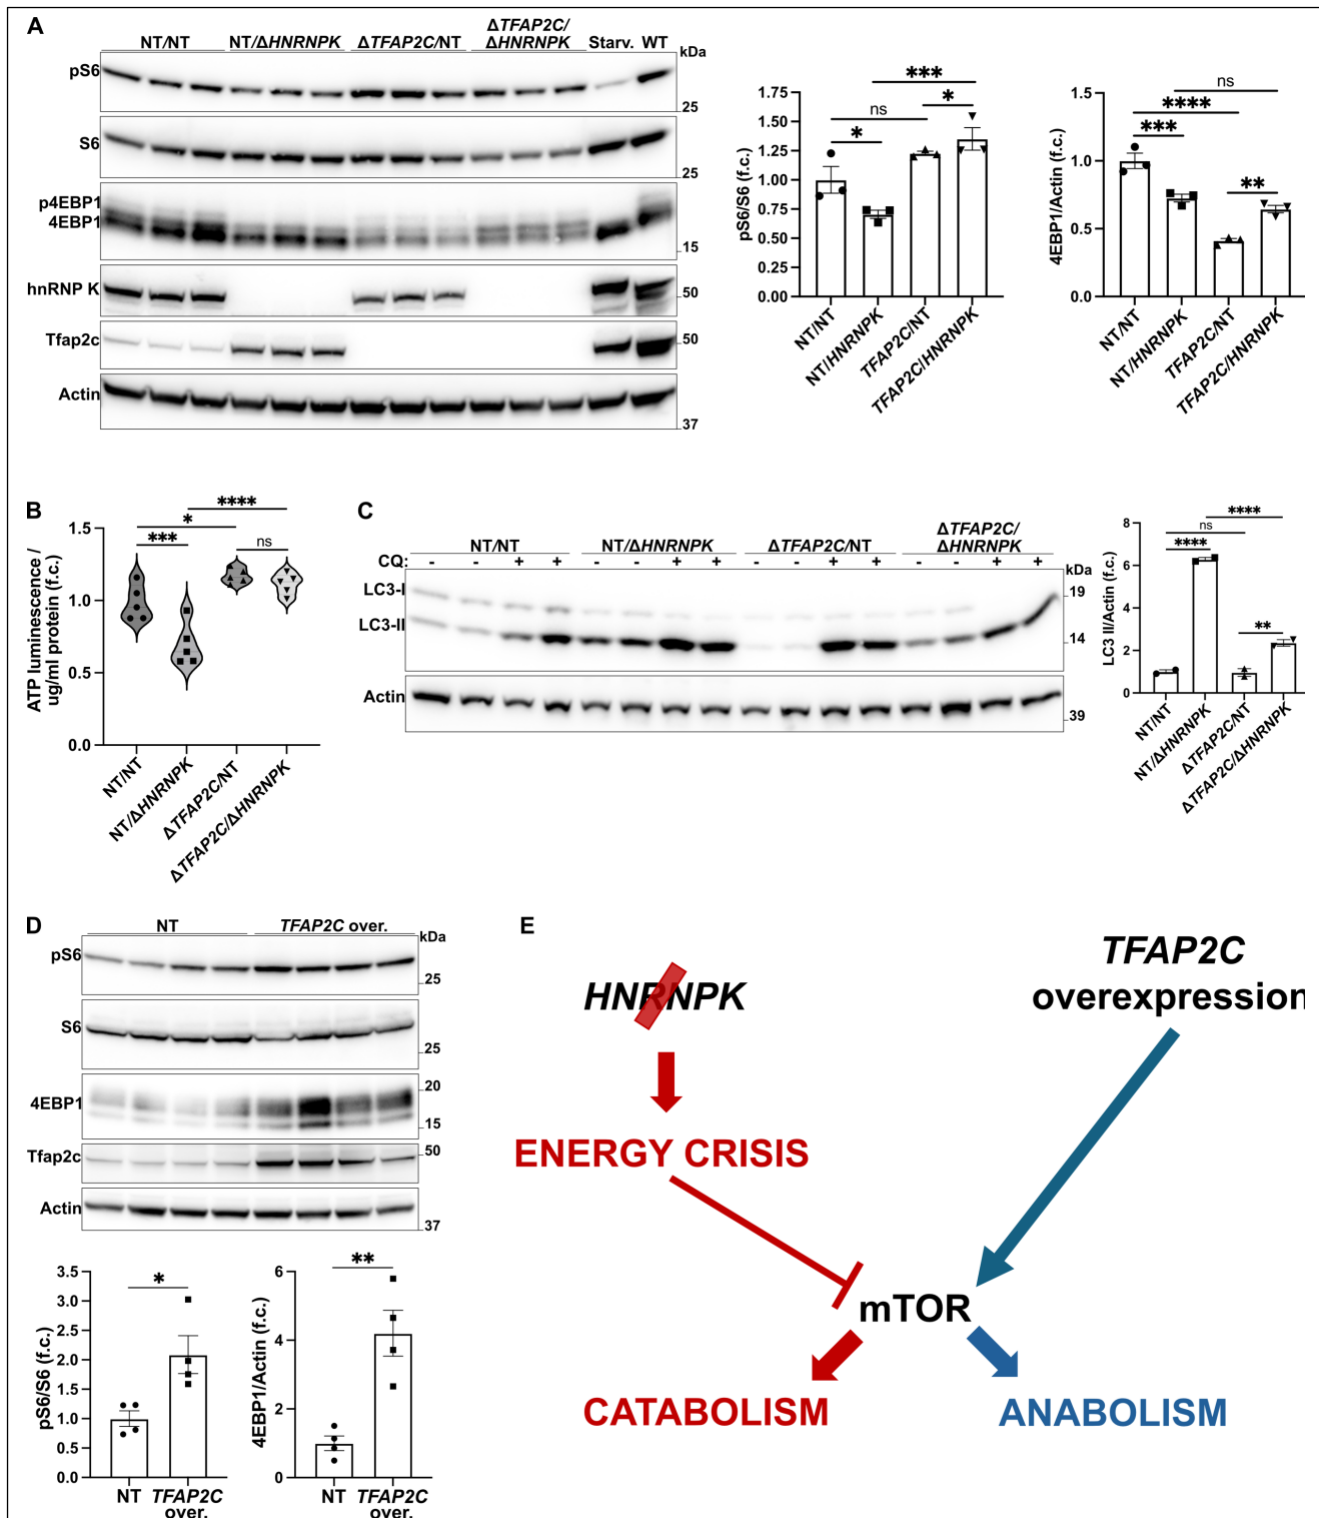 A
NT/NT NT/ΔHNRNPK ΔTFAP2C/NT ΔTFAP2C/ Starv. WT
ΔHNRNPK
kDa
pS6
25
S6
25
p4EBP1
4EBP1
15
hnRNP K
50
Tfap2c
50
Actin
37
pS6/S6 (f.c.)
1.75
1.50
1.25
1.00
0.75
0.50
0.25
0.00
***
ns
*
*
NT/NT
NT/HNRNPK
TFAP2C/NT
TFAP2C/HNRNPK
4EBP1/Actin (f.c.)
1.5
1.0
0.5
0.0
ns
****
***
**
NT/NT
NT/HNRNPK
TFAP2C/NT
TFAP2C/HNRNPK
B
ATP luminescence /
ug/ml protein (f.c.)
1.5
1.0
0.5
0.0
****
*
***
ns
NT/NT
NT/ΔHNRNPK
ΔTFAP2C/NT
ΔTFAP2C/ΔHNRNPK
C
NT/NT NT/ΔHNRNPK ΔTFAP2C/NT ΔTFAP2C/
ΔHNRNPK
CQ: - - + + - - + + - - + + - - + +
kDa
LC3-I
19
LC3-II
14
Actin
39
LC3 II/Actin (f.c.)
8
6
4
2
0
****
ns
****
**
NT/NT
NT/ΔHNRNPK
ΔTFAP2C/NT
ΔTFAP2C/ΔHNRNPK
D
NT TFAP2C over.
kDa
pS6
25
S6
25
4EBP1
20
15
Tfap2c
50
Actin
37
pS6/S6 (f.c.)
3.5
3.0
2.5
2.0
1.5
1.0
0.5
0.0
*
NT TFAP2C
over.
4EBP1/Actin (f.c.)
6
4
2
0
**
NT TFAP2C
over.
E
HNRNPK
TFAP2C
overexpression
ENERGY CRISIS
mTOR
CATABOLISM
ANABOLISM